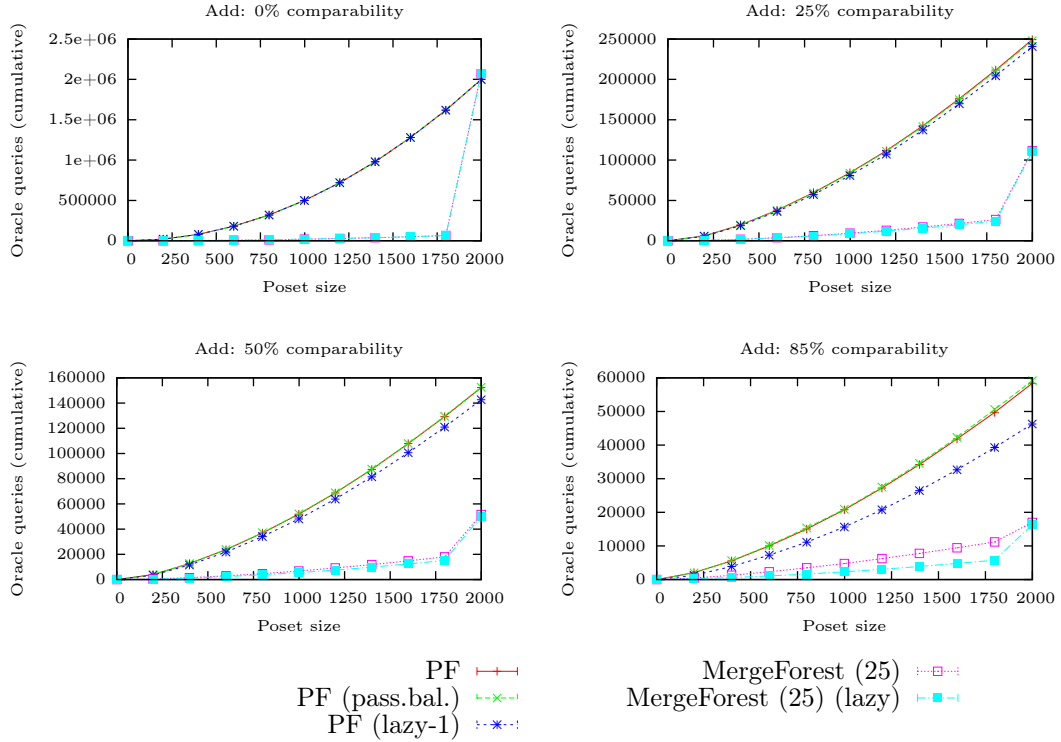 Add: 0% comparability
Oracle queries (cumulative)
2.5e+06
2e+06
1.5e+06
1e+06
500000
0
0 250 500 750 1000 1250 1500 1750 2000
Poset size
Add: 25% comparability
Oracle queries (cumulative)
250000
200000
150000
100000
50000
0
0 250 500 750 1000 1250 1500 1750 2000
Poset size
Add: 50% comparability
Oracle queries (cumulative)
160000
140000
120000
100000
80000
60000
40000
20000
0
0 250 500 750 1000 1250 1500 1750 2000
Poset size
Add: 85% comparability
Oracle queries (cumulative)
60000
50000
40000
30000
20000
10000
0
0 250 500 750 1000 1250 1500 1750 2000
Poset size
PF
PF (pass.bal.)
PF (lazy-1)
MergeForest (25)
MergeForest (25) (lazy)